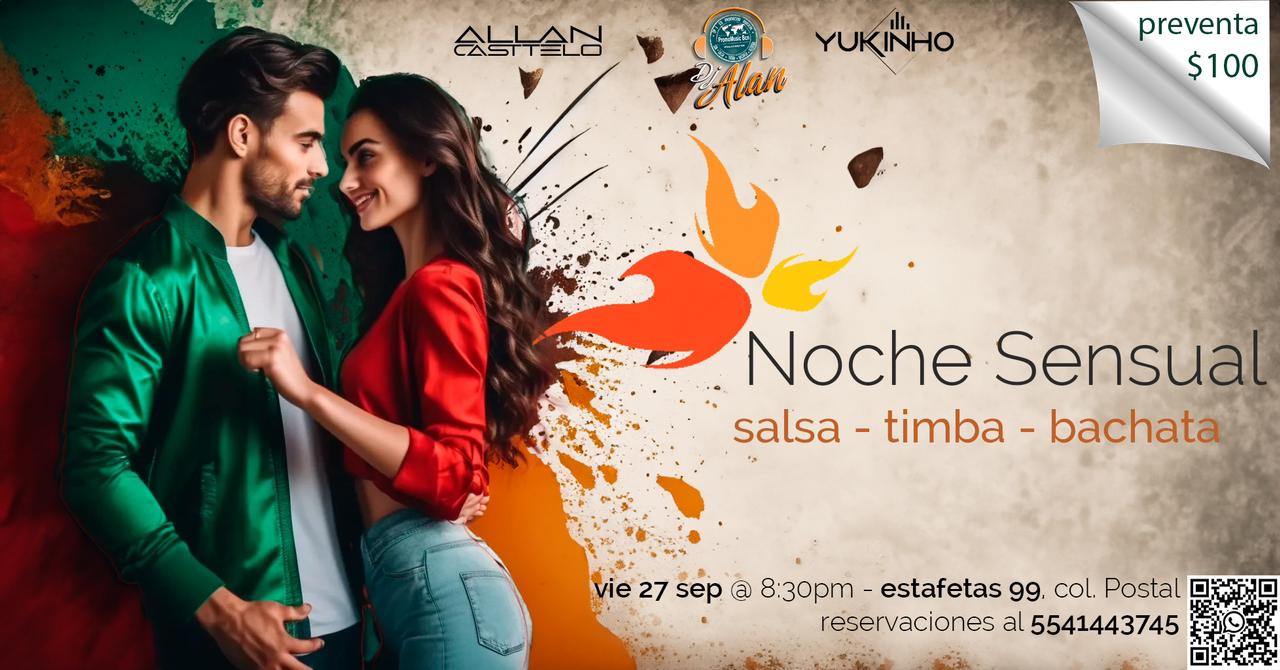 ALLAN
CASTTELO
Dj Alan
YUKINHO
preventa
$100
Noche Sensual
salsa - timba - bachata
vie 27 sep @ 8:30pm - estafetas 99, col. Postal
reservaciones al 5541443745